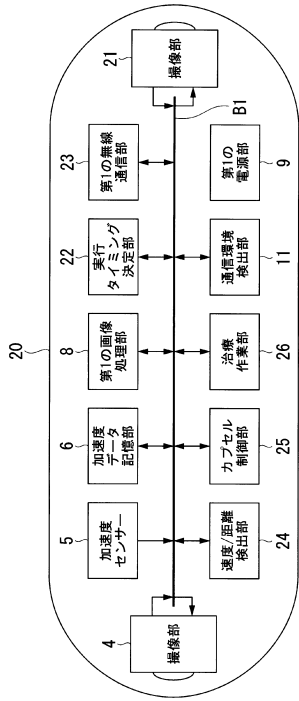 20
5
6
8
22
23
21
加速度
センサー
加速度
データ
記憶部
第1の画像
処理部
実行
タイミング
決定部
第1の無線
通信部
撮像部
4
撮像部
B1
速度/距離
検出部
カプセル
制御部
治療
作業部
通信環境
検出部
第1の
電源部
24
25
26
11
9